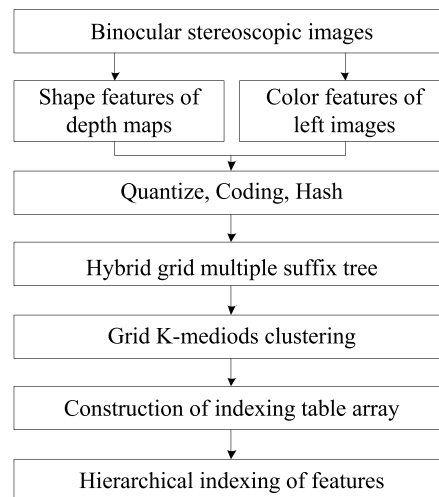 Binocular stereoscopic images
Shape features of
depth maps
Color features of
left images
Quantize, Coding, Hash
Hybrid grid multiple suffix tree
Grid K-mediods clustering
Construction of indexing table array
Hierarchical indexing of features